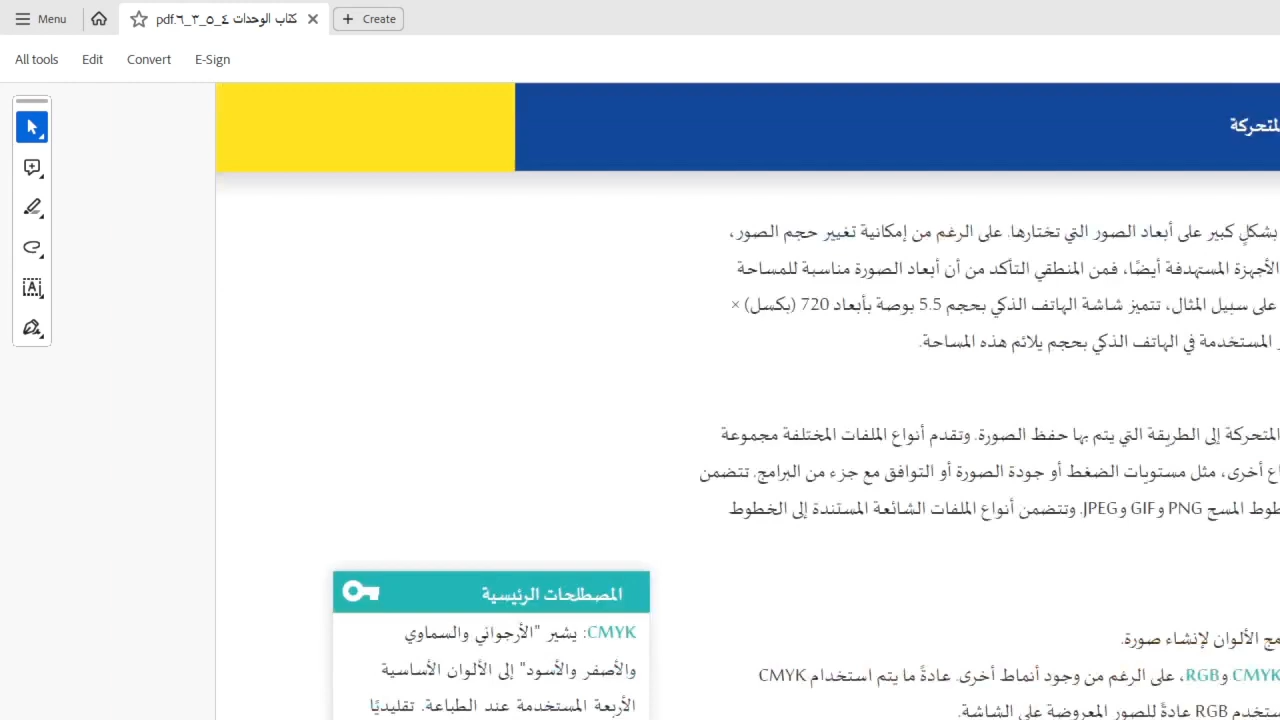 Menu
كتاب الوحدات ٤_٥_٣_٦.pdf
Create
All tools
Edit
Convert
E-Sign
لمتحركة
بشكلٍ كبير على أبعاد الصور التي تختارها. على الرغم من إمكانية تغيير حجم الصور،
الأجهزة المستهدفة أيضًا، فمن المنطقي التأكد من أن أبعاد الصورة مناسبة للمساحة
على سبيل المثال، تتميز شاشة الهاتف الذكي بحجم 5.5 بوصة بأبعاد 720 (بكسل) ×
المستخدمة في الهاتف الذكي بحجم يلائم هذه المساحة.
المتحركة إلى الطريقة التي يتم بها حفظ الصورة. وتقدم أنواع الملفات المختلفة مجموعة
أخرى، مثل مستويات الضغط أو جودة الصورة أو التوافق مع جزء من البرامج. تتضمن
طوط المسح PNG وGIF وJPEG. وتتضمن أنواع الملفات الشائعة المستندة إلى الخطوط
مج الألوان لإنشاء صورة.
CMYK وRGB، على الرغم من وجود أنماط أخرى. عادةً ما يتم استخدام CMYK
ستخدم RGB عادةً للصور المعروضة على الشاشة.
المصطلحات الرئيسية
CMYK: يشير "الأرجواني والسماوي
والأصفر والأسود" إلى الألوان الأساسية
الأربعة المستخدمة عند الطباعة. تقليديًا